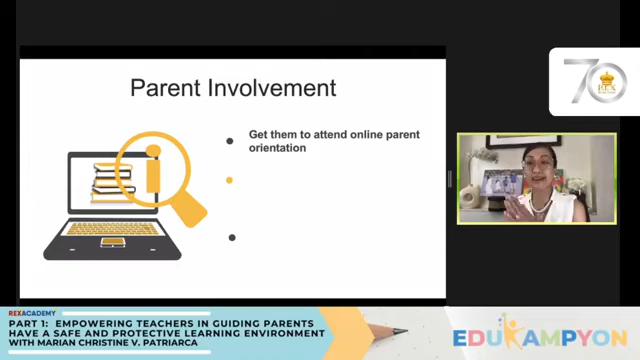 Parent Involvement
Get them to attend online parent
orientation
70
REX
REXACADEMY
PART 1: EMPOWERING TEACHERS IN GUIDING PARENTS
HAVE A SAFE AND PROTECTIVE LEARNING ENVIRONMENT
WITH MARIAN CHRISTINE V. PATRIARCA
EDUKAMPYON